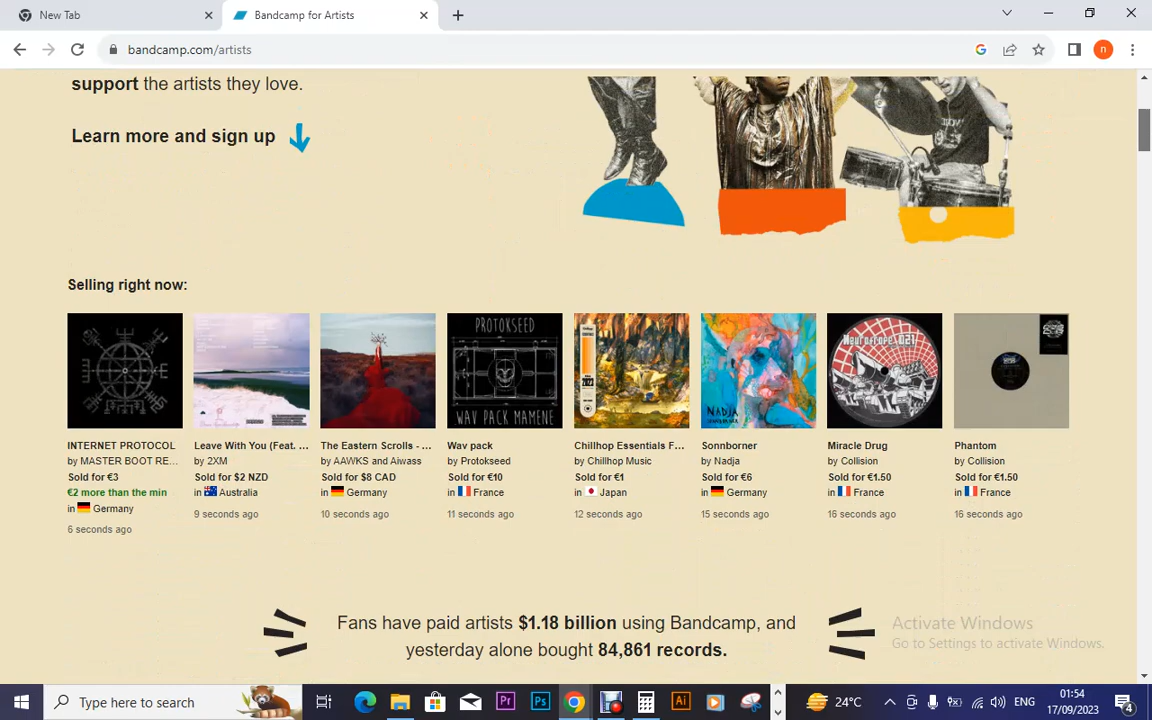 New Tab
Bandcamp for Artists
bandcamp.com/artists
n
support the artists they love.
Learn more and sign up
Selling right now:
PROTOKSEED
WAV PACK MAMENE
NADJA
Neurotrope 021
INTERNET PROTOCOL
by MASTER BOOT RE...
Sold for €3
€2 more than the min
in Germany
6 seconds ago
Leave With You (Feat. ...
by 2XM
Sold for $2 NZD
in Australia
9 seconds ago
The Eastern Scrolls - ...
by AAWKS and Aiwass
Sold for $8 CAD
in Germany
10 seconds ago
Wav pack
by Protokseed
Sold for €10
in France
11 seconds ago
Chillhop Essentials F...
by Chillhop Music
Sold for €1
in Japan
12 seconds ago
Sonnborner
by Nadja
Sold for €6
in Germany
15 seconds ago
Miracle Drug
by Collision
Sold for €1.50
in France
16 seconds ago
Phantom
by Collision
Sold for €1.50
in France
16 seconds ago
Fans have paid artists $1.18 billion using Bandcamp, and
yesterday alone bought 84,861 records.
Activate Windows
Go to Settings to activate Windows.
Type here to search
Pr
Ps
Ai
24°C
ENG
01:54
17/09/2023
4